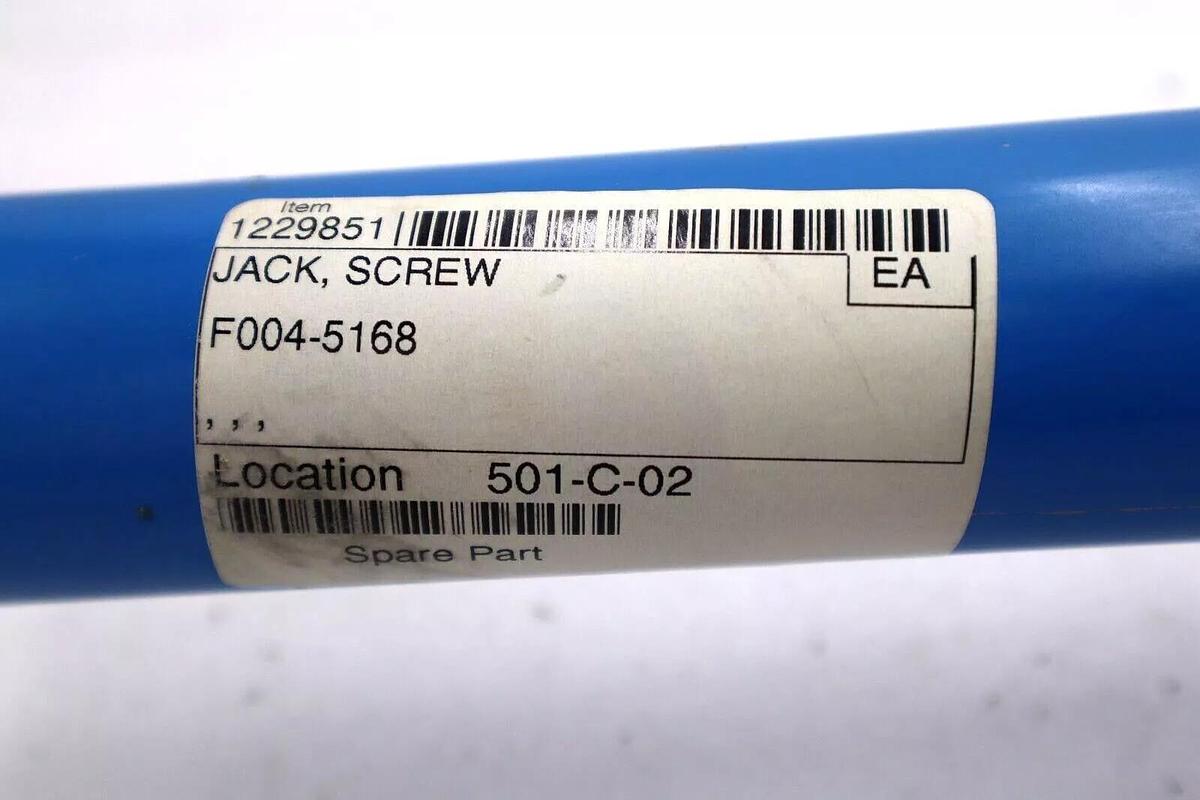 Item
1229851
JACK, SCREW
EA
F004-5168
, , ,
Location 501-C-02
Spare Part